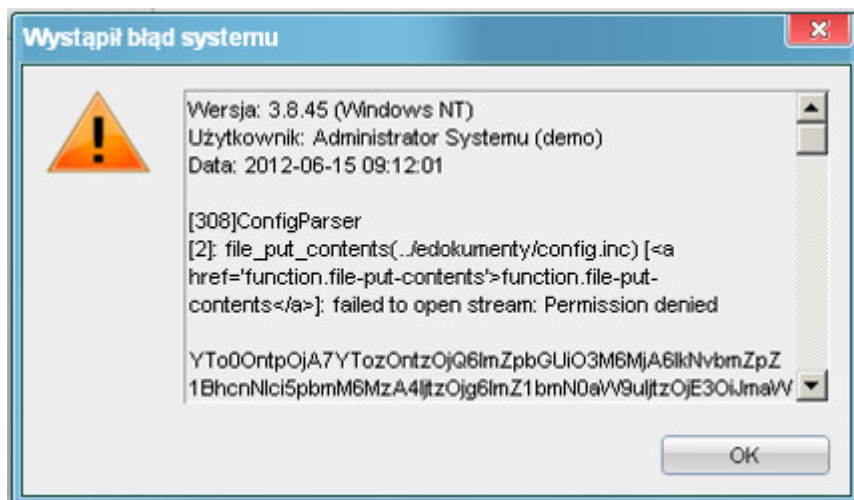 Wystąpił błąd systemu
Wersja: 3.8.45 (Windows NT)
Użytkownik: Administrator Systemu (demo)
Data: 2012-06-15 09:12:01
[308]ConfigParser
[2]: file_put_contents(../edokumenty/config.inc) [<a
href='function.file-put-contents'>function.file-put-
contents</a>]: failed to open stream: Permission denied
YTo0OntpOjA7YTozOntzOjQ6ImZpbGUiO3M6MjA6IkNvbmZpZ
1BhcnNlci5pbmM6MzA4IjtzOjg6ImZ1bmN0aW9uIjtzOjE3OiJmaW
OK